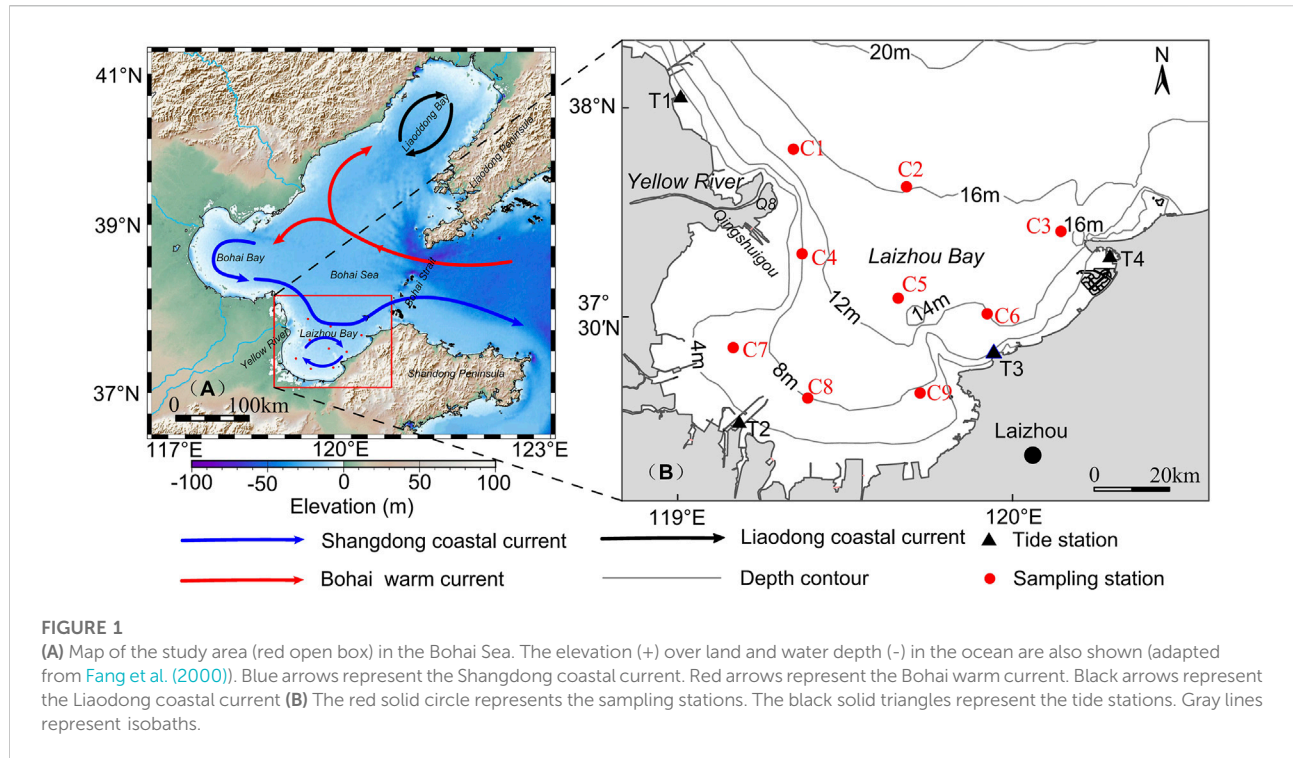 41°N
39°N
37°N
117°E
120°E
123°E
Liaoddong Bay
Liaodong Peninsula
Bohai Bay
Bohai Sea
Bohai Strait
Laizhou Bay
Yellow River
Shandong Peninsula
(A)
0 100km
-100 -50 0 50 100
Elevation (m)
20m
N
38°N
T1
C1
C2
Yellow River
Q8
16m
C3
16m
Qingshuigou
C4
Laizhou Bay
T4
C5
14m
C6
37°
30′N
12m
T3
4m
C7
8m
C8
C9
T2
Laizhou
(B)
0 20km
119°E
120°E
Shangdong coastal current
Liaodong coastal current
Tide station
Bohai warm current
Depth contour
Sampling station
FIGURE 1
(A) Map of the study area (red open box) in the Bohai Sea. The elevation (+) over land and water depth (-) in the ocean are also shown (adapted
from Fang et al. (2000)). Blue arrows represent the Shangdong coastal current. Red arrows represent the Bohai warm current. Black arrows represent
the Liaodong coastal current (B) The red solid circle represents the sampling stations. The black solid triangles represent the tide stations. Gray lines
represent isobaths.